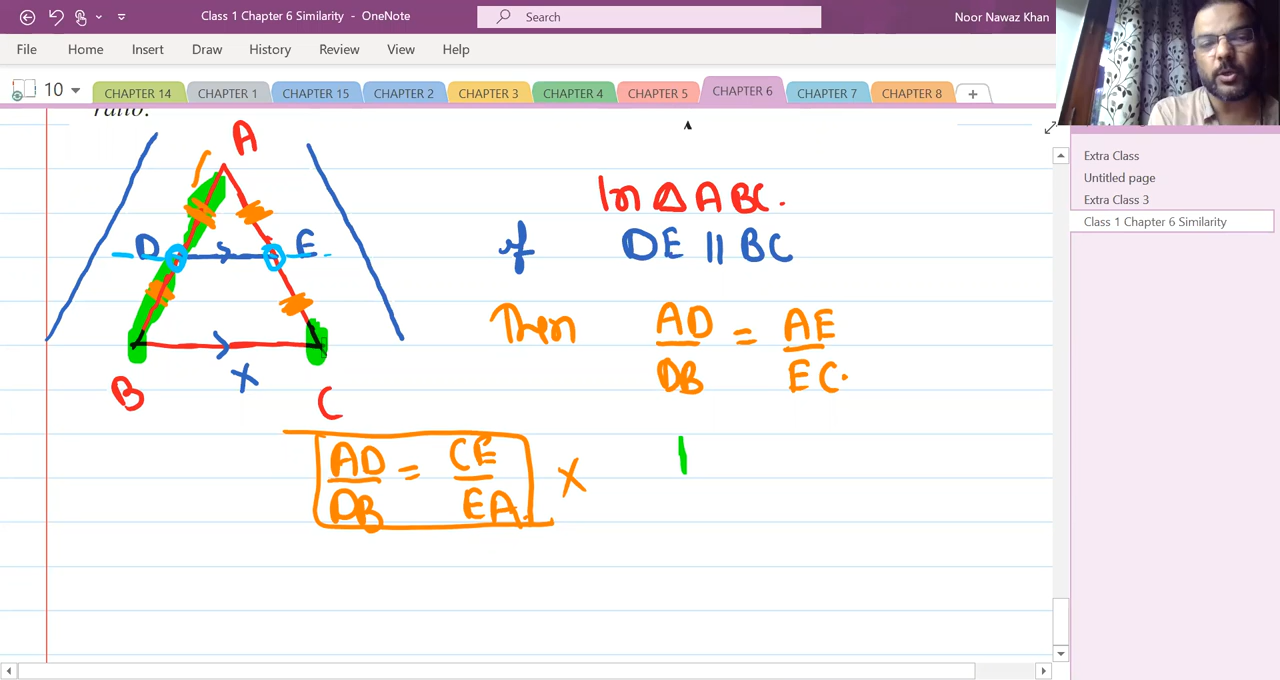 Class 1 Chapter 6 Similarity - OneNote
Search
Noor Nawaz Khan
File Home Insert Draw History Review View Help
10 CHAPTER 14 CHAPTER 1 CHAPTER 15 CHAPTER 2 CHAPTER 3 CHAPTER 4 CHAPTER 5 CHAPTER 6 CHAPTER 7 CHAPTER 8 +
Extra Class
Untitled page
Extra Class 3
Class 1 Chapter 6 Similarity
ratio.
A
D E
X
B C
In △ ABC.
if DE || BC
Then AD/DB = AE/EC.
AD/DB = CE/EA. X